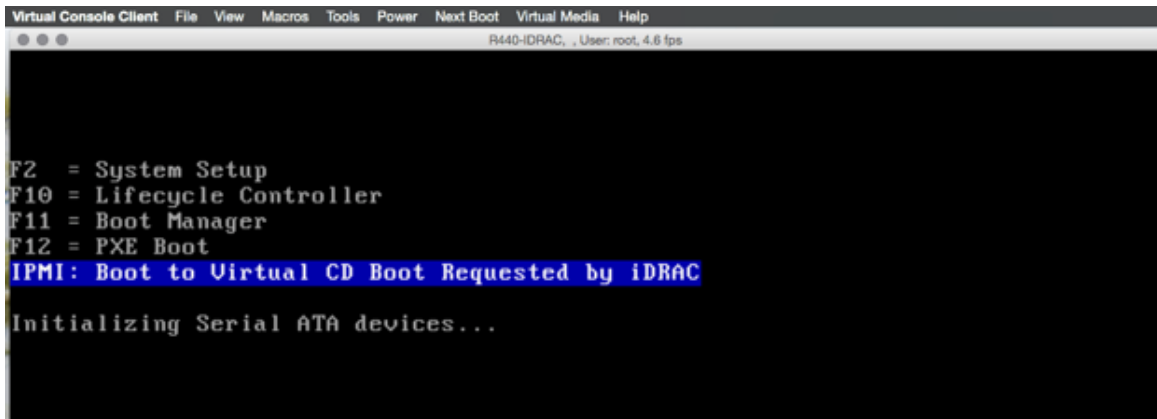 Virtual Console Client File View Macros Tools Power Next Boot Virtual Media Help
R440-IDRAC, , User: root, 4.6 fps
F2 = System Setup
F10 = Lifecycle Controller
F11 = Boot Manager
F12 = PXE Boot
IPMI: Boot to Virtual CD Boot Requested by iDRAC
Initializing Serial ATA devices...